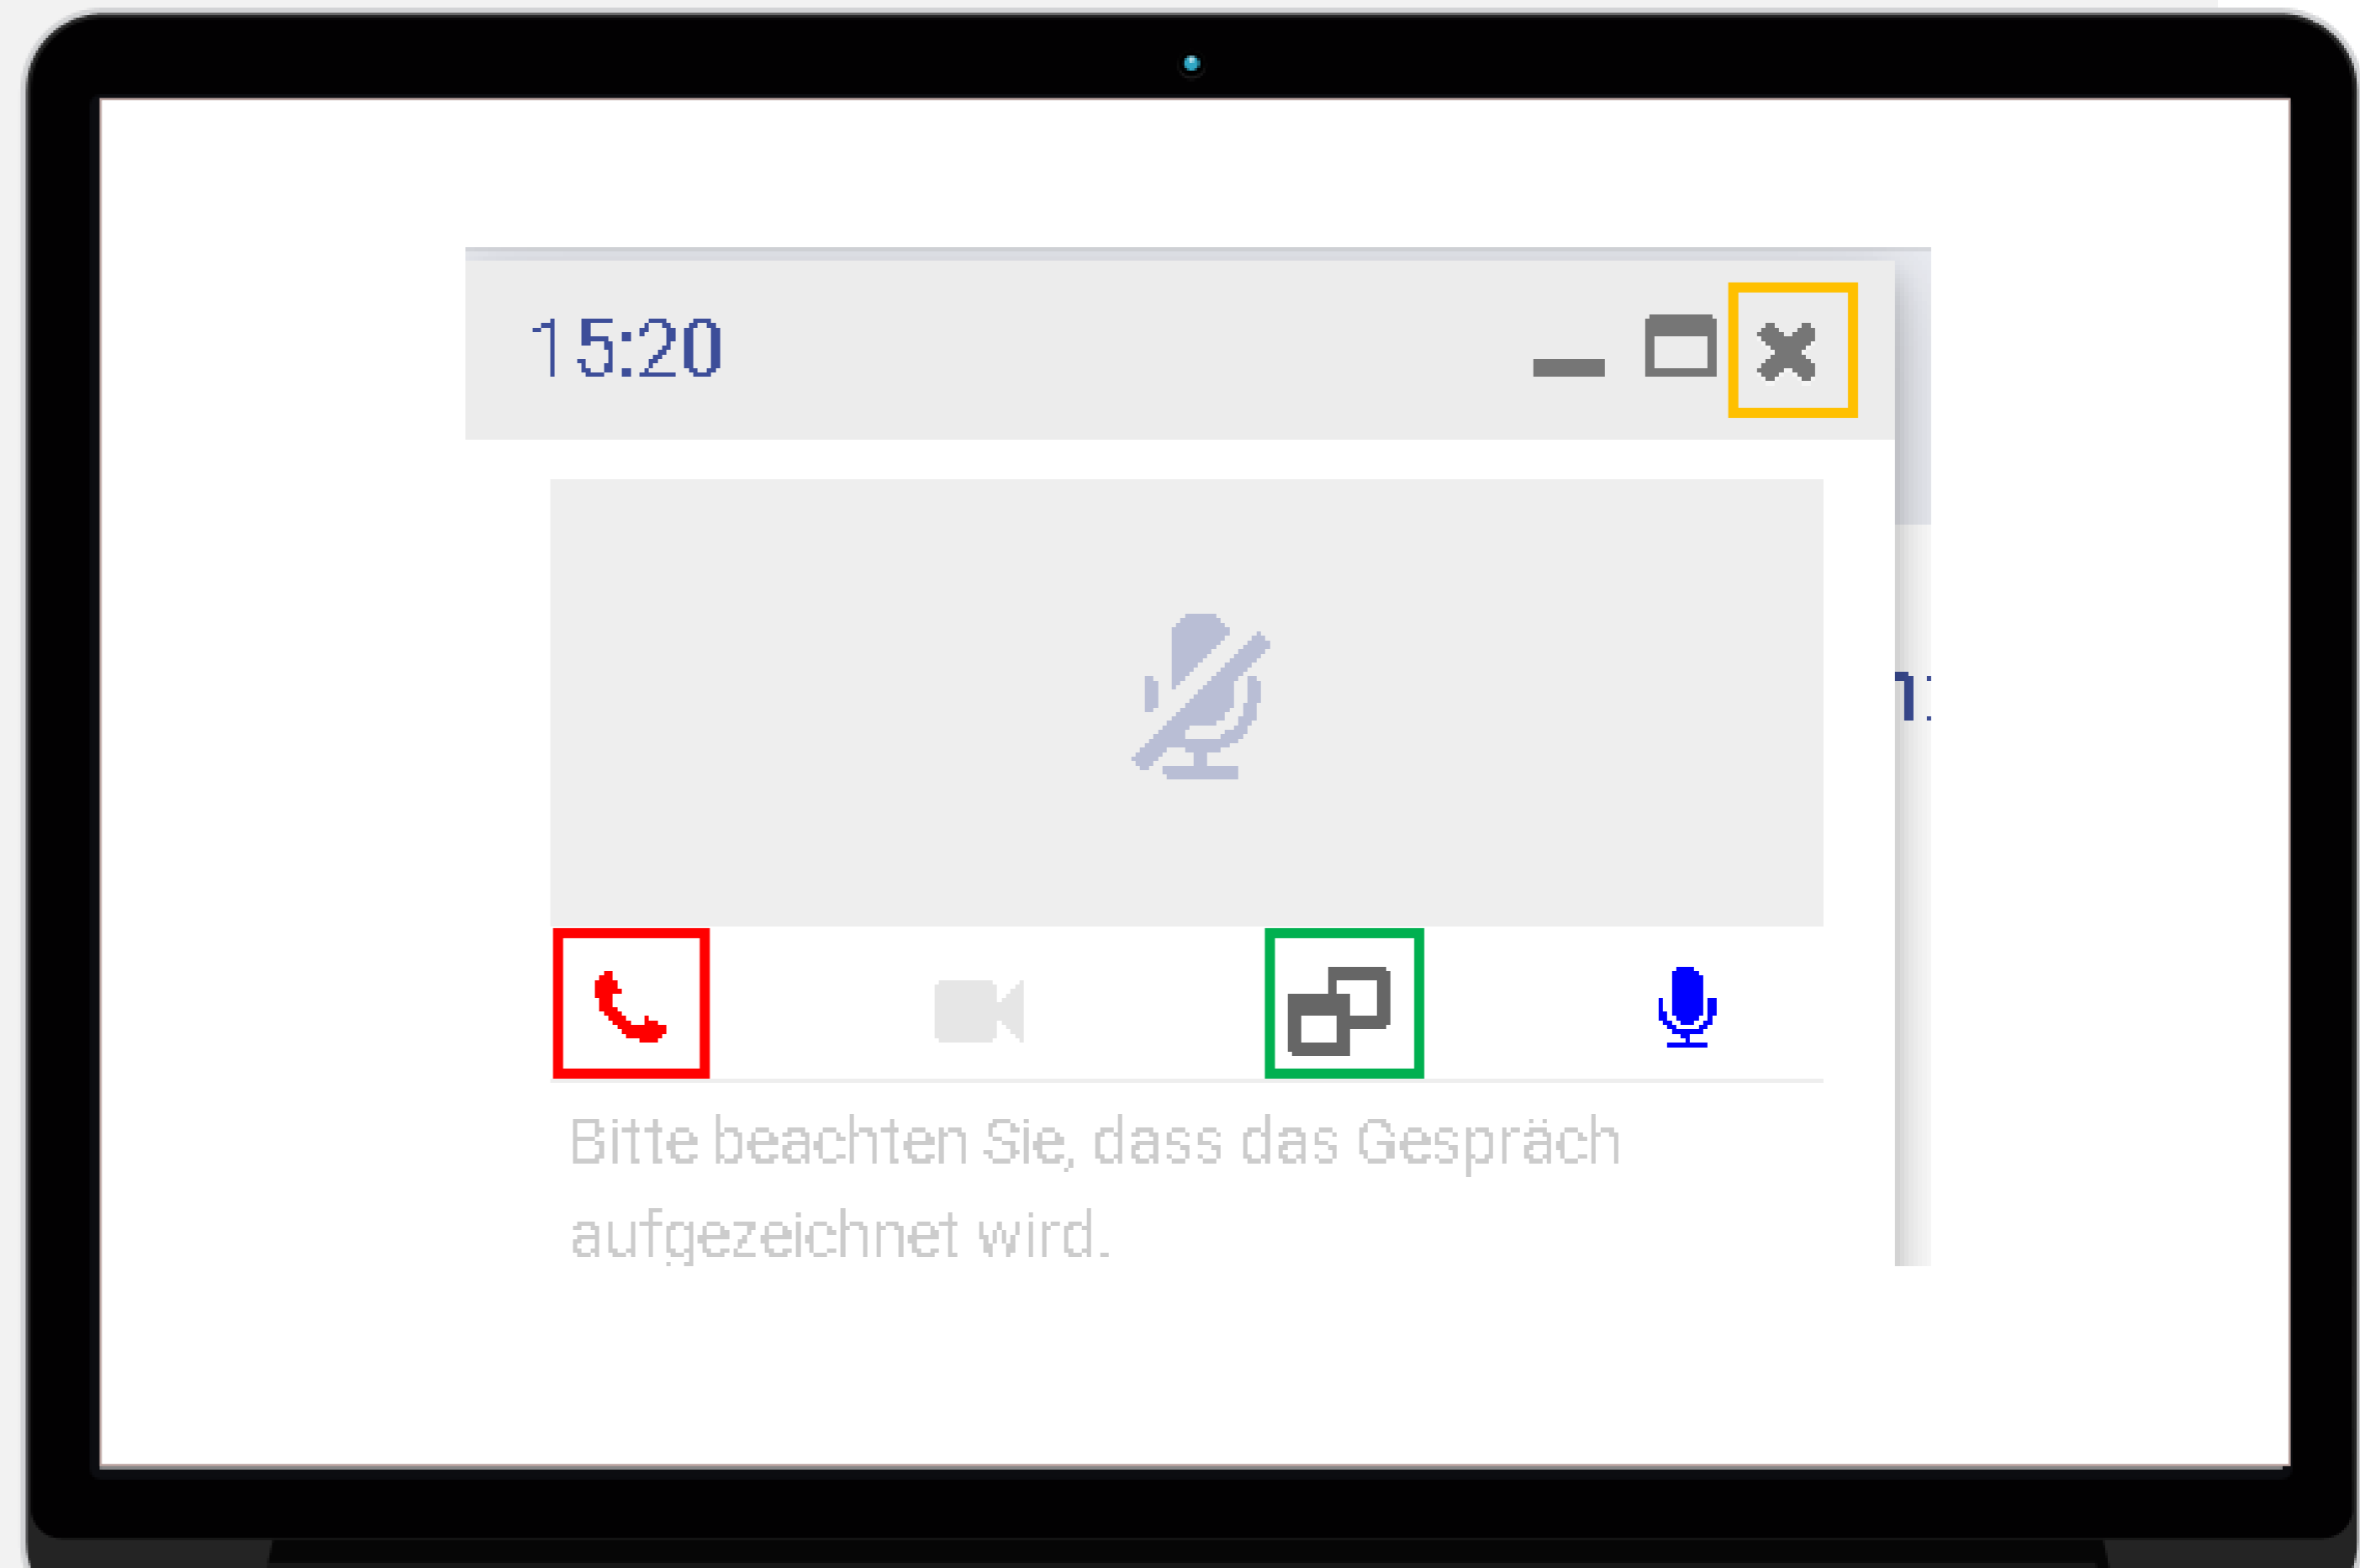 15:20
Bitte beachten Sie, dass das Gespräch
aufgezeichnet wird.